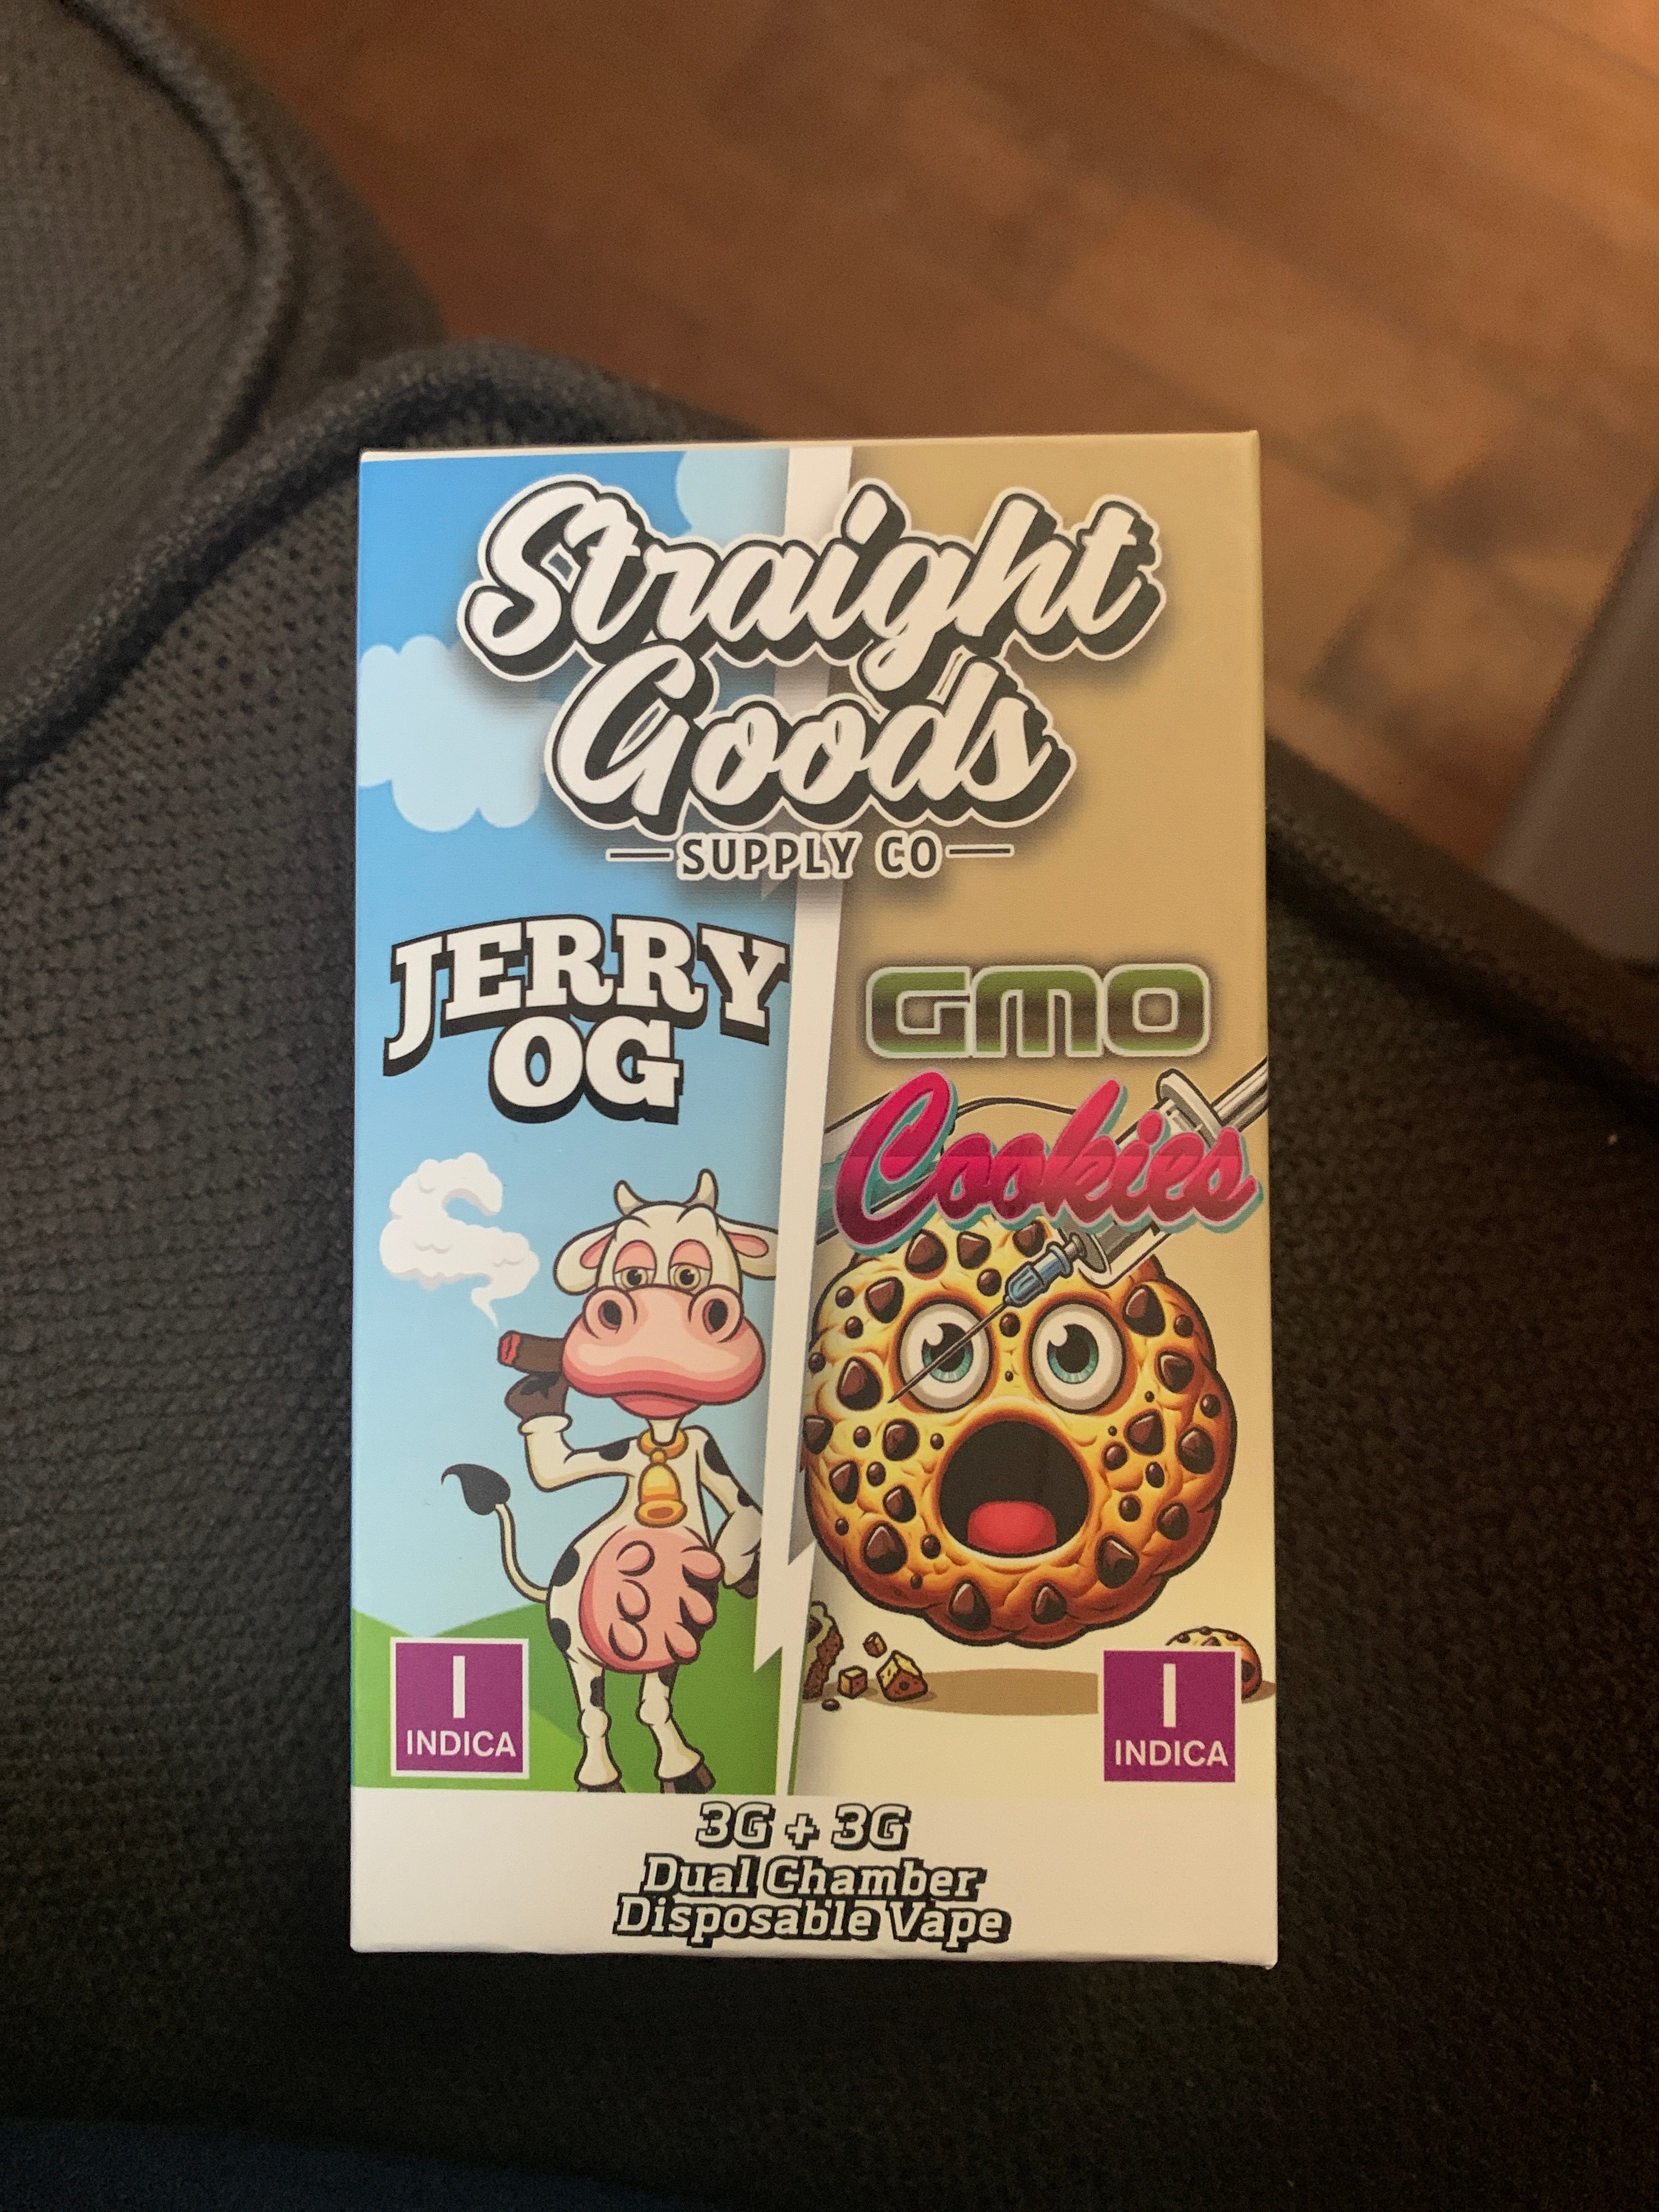 Straight
Goods
SUPPLY CO
JERRY
OG
GMO
Cookies
I
INDICA
I
INDICA
3G + 3G
Dual Chamber
Disposable Vape